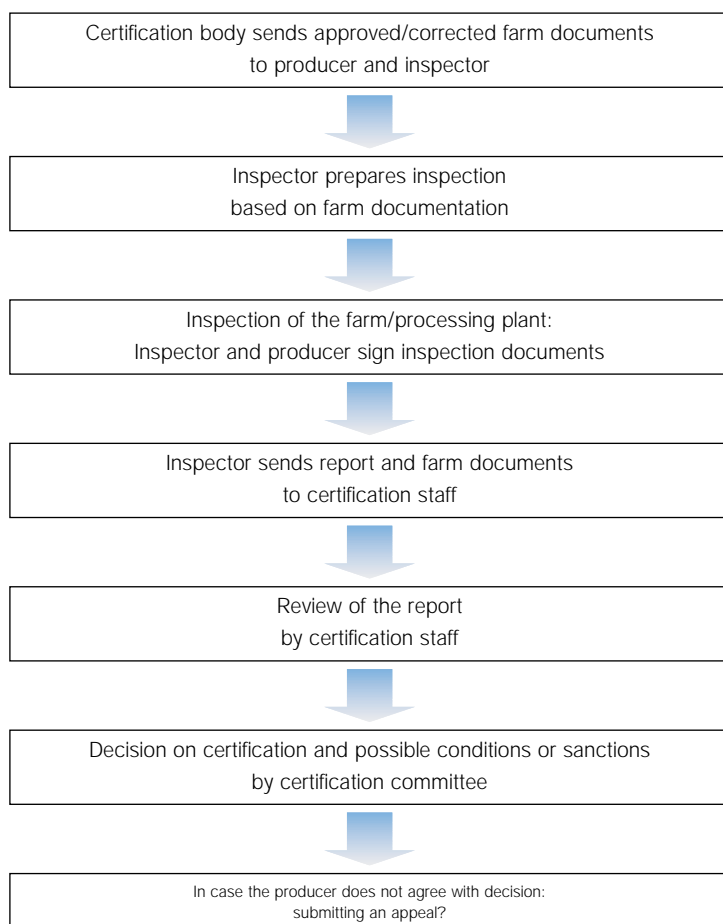 Certification body sends approved/corrected farm documents
to producer and inspector
Inspector prepares inspection
based on farm documentation
Inspection of the farm/processing plant:
Inspector and producer sign inspection documents
Inspector sends report and farm documents
to certification staff
Review of the report
by certification staff
Decision on certification and possible conditions or sanctions
by certification committee
In case the producer does not agree with decision:
submitting an appeal?